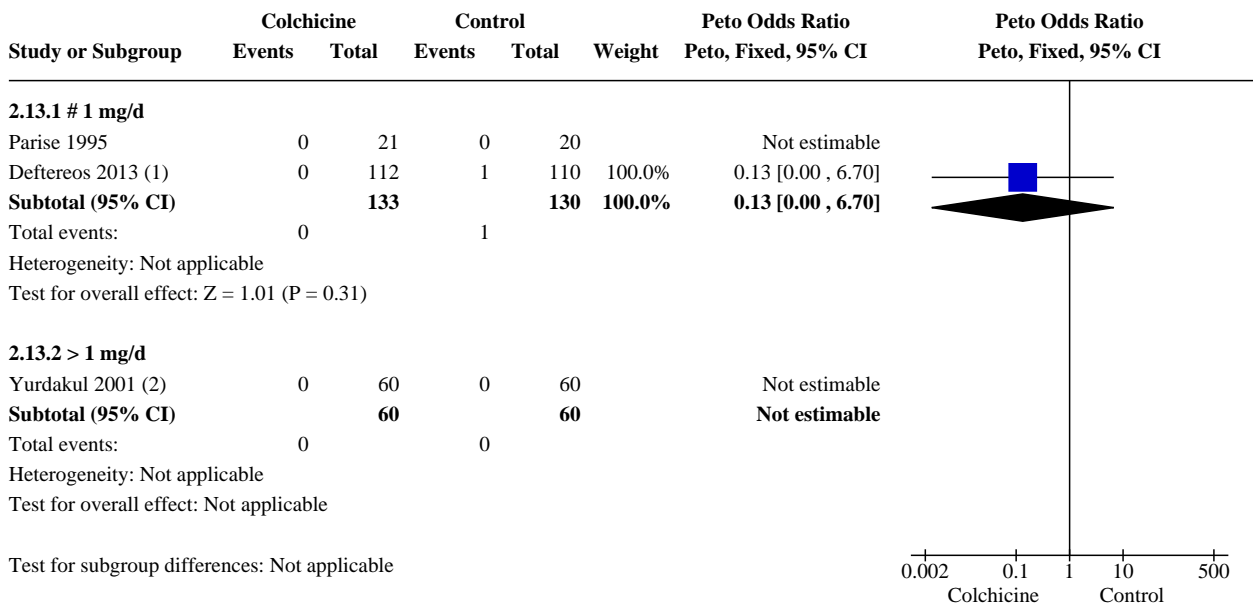 Colchicine Control Peto Odds Ratio Peto Odds Ratio
Study or Subgroup Events Total Events Total Weight Peto, Fixed, 95% CI Peto, Fixed, 95% CI
2.13.1 # 1 mg/d
Parise 1995 0 21 0 20 Not estimable
Deftereos 2013 (1) 0 112 1 110 100.0% 0.13 [0.00 , 6.70]
Subtotal (95% CI) 133 130 100.0% 0.13 [0.00 , 6.70]
Total events: 0 1
Heterogeneity: Not applicable
Test for overall effect: Z = 1.01 (P = 0.31)
2.13.2 > 1 mg/d
Yurdakul 2001 (2) 0 60 0 60 Not estimable
Subtotal (95% CI) 60 60 Not estimable
Total events: 0 0
Heterogeneity: Not applicable
Test for overall effect: Not applicable
Test for subgroup differences: Not applicable
0.002 0.1 1 10 500
Colchicine Control